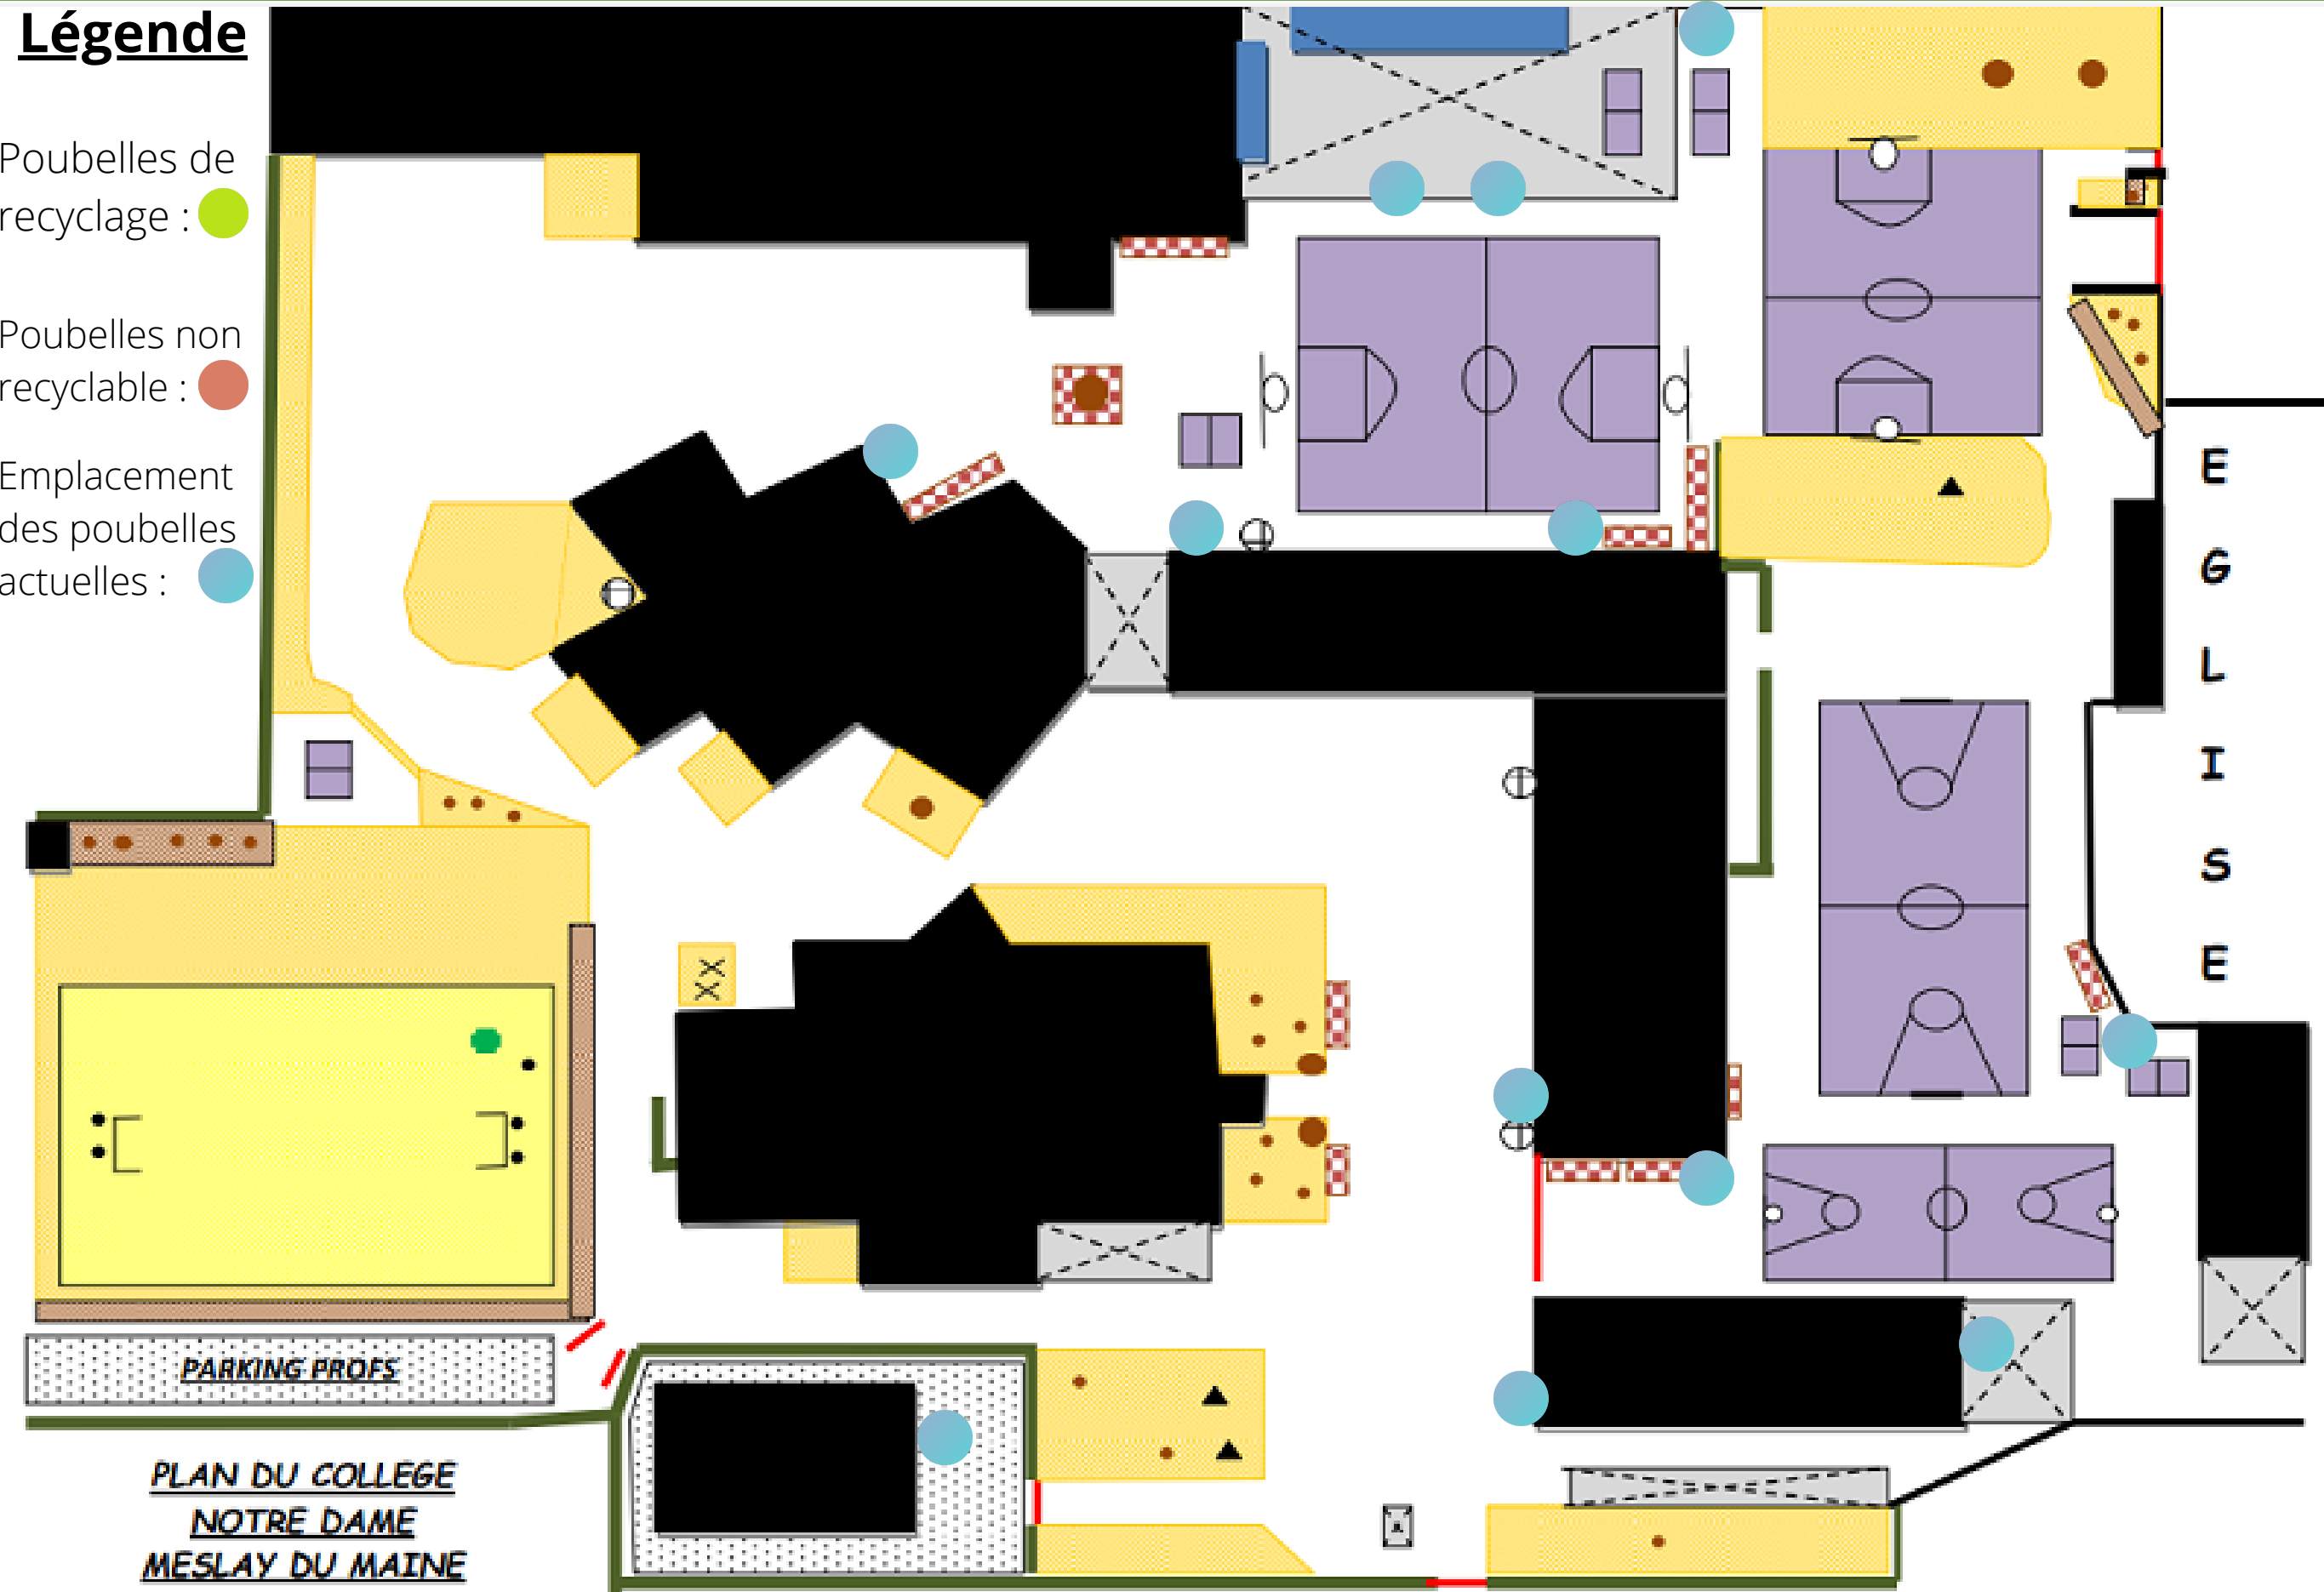 Légende
Poubelles de
recyclage :
Poubelles non
recyclable :
Emplacement
des poubelles
actuelles :
E
G
L
I
S
E
XX
PARKING PROFS
PLAN DU COLLEGE
NOTRE DAME
MESLAY DU MAINE